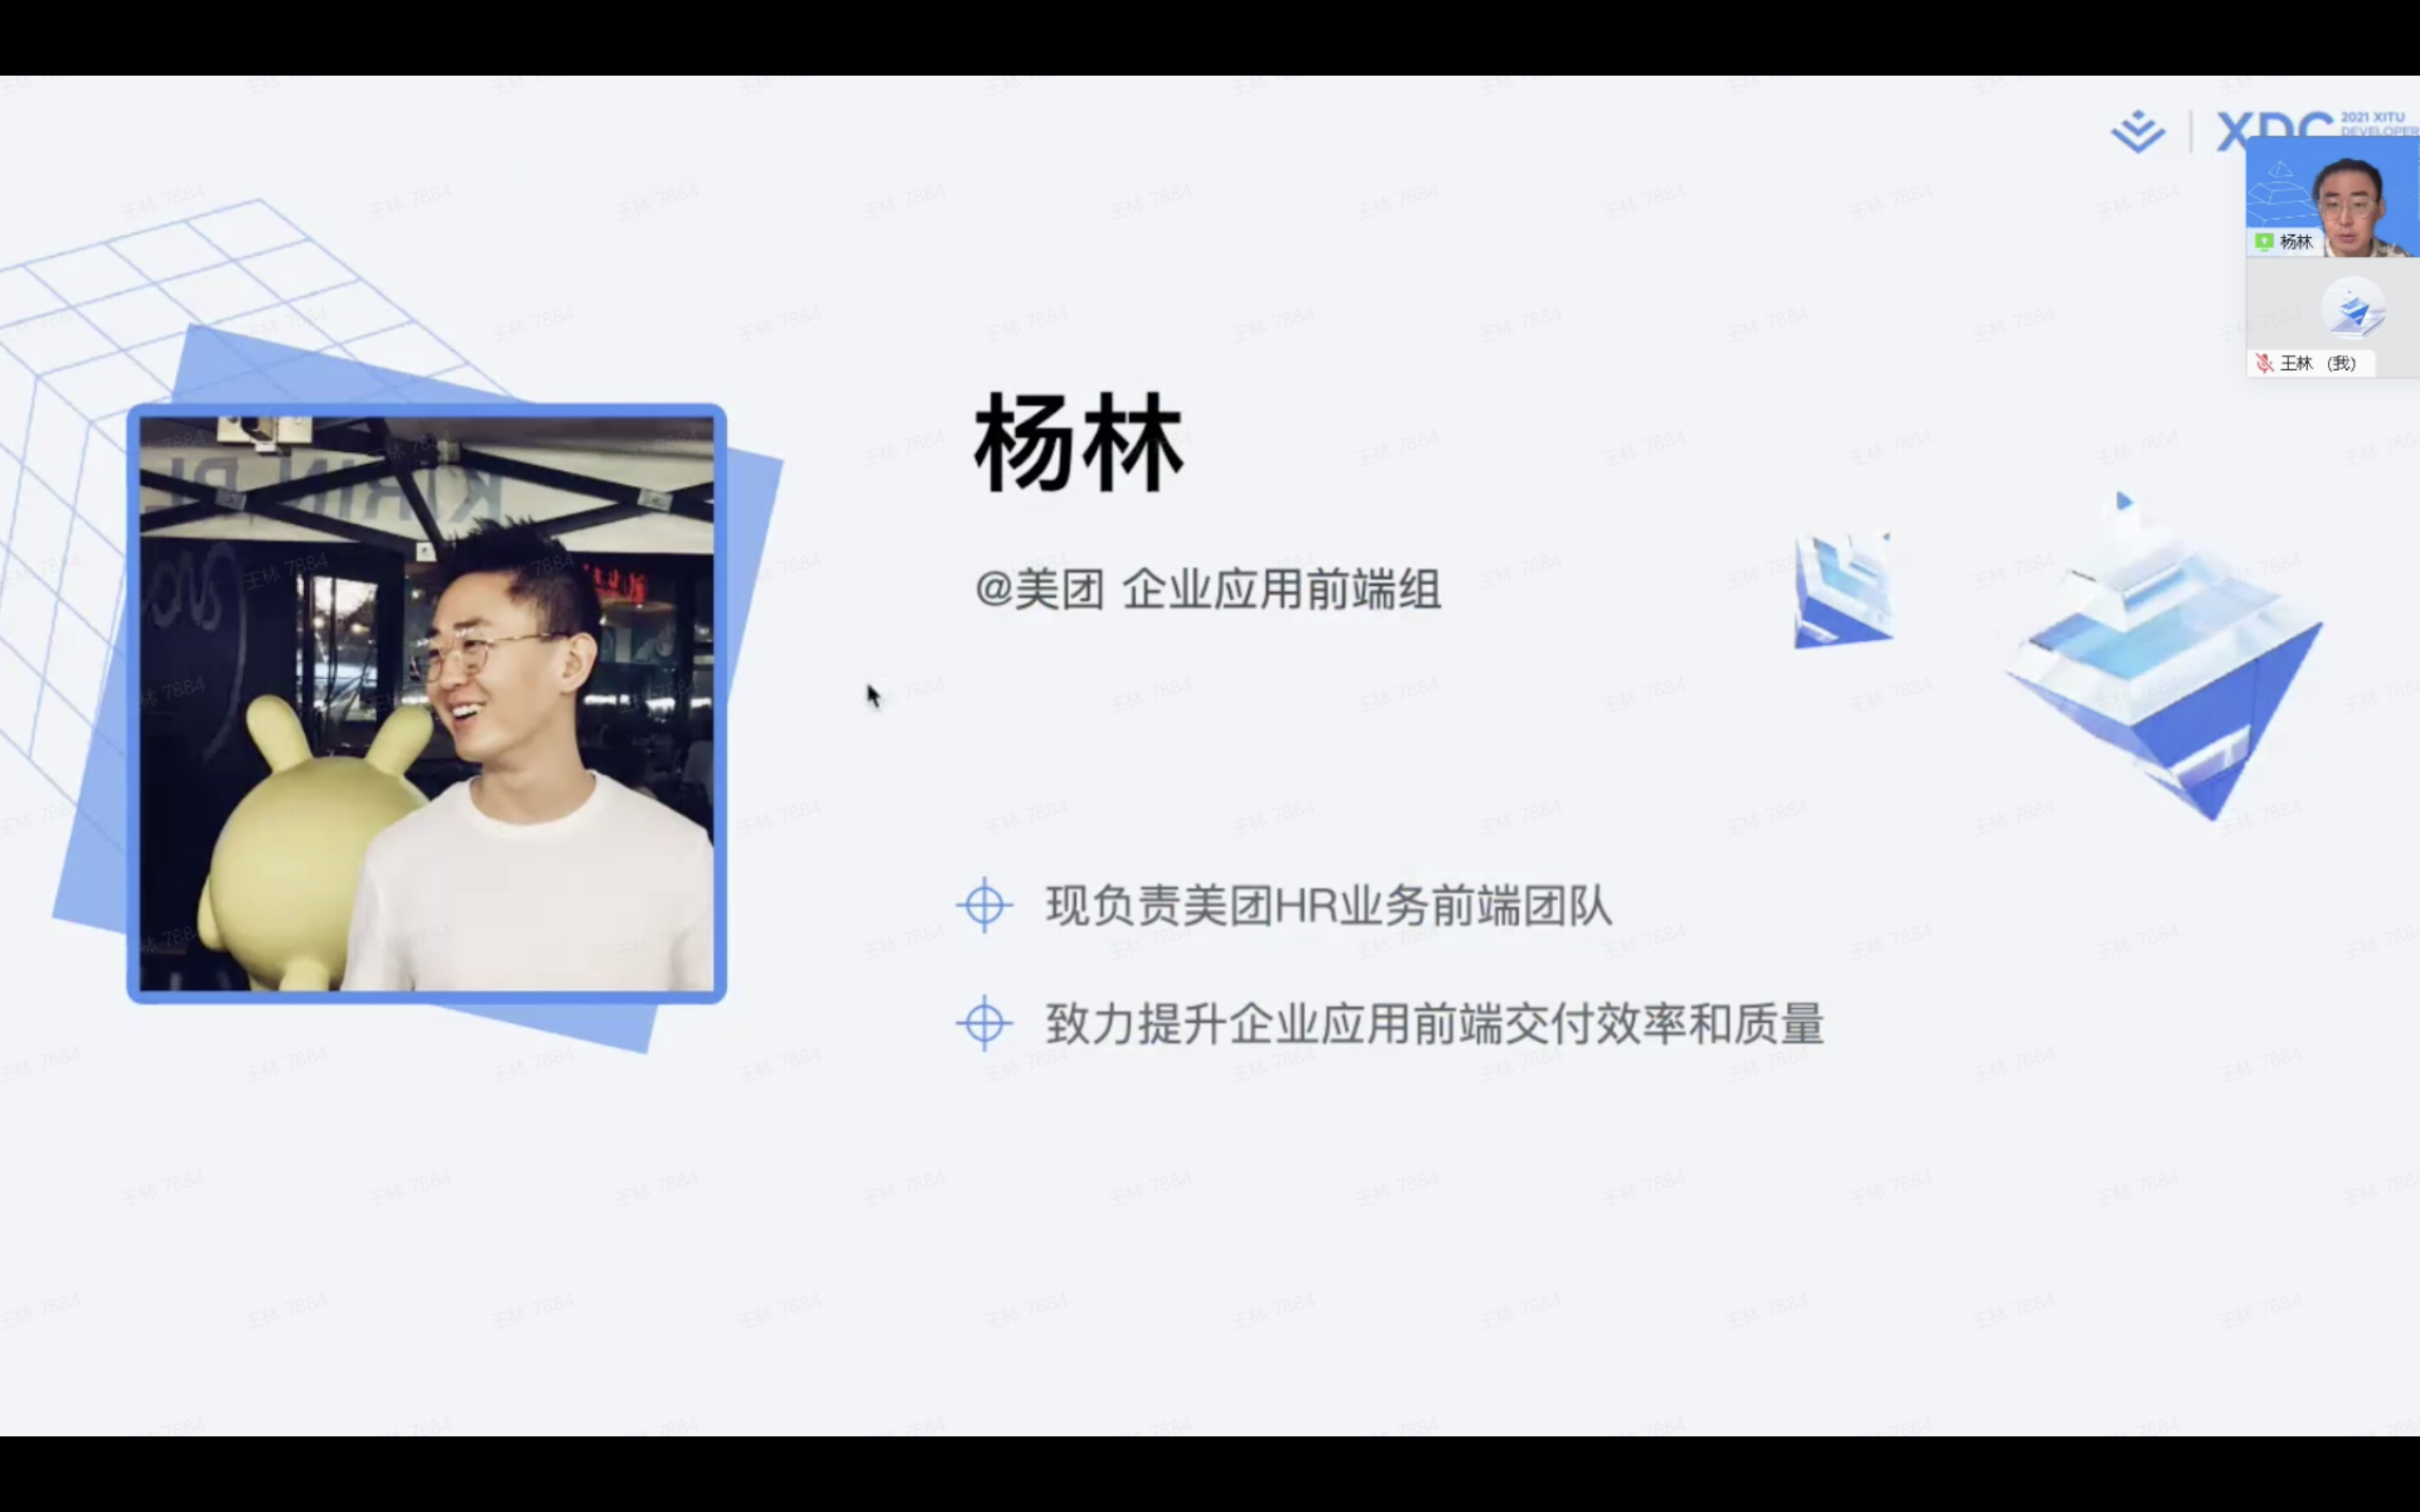 XDC 2021 XITU
DEVELOPER
杨林
王林 (我)
杨林
@美团 企业应用前端组
现负责美团HR业务前端团队
致力提升企业应用前端交付效率和质量
王林 7884